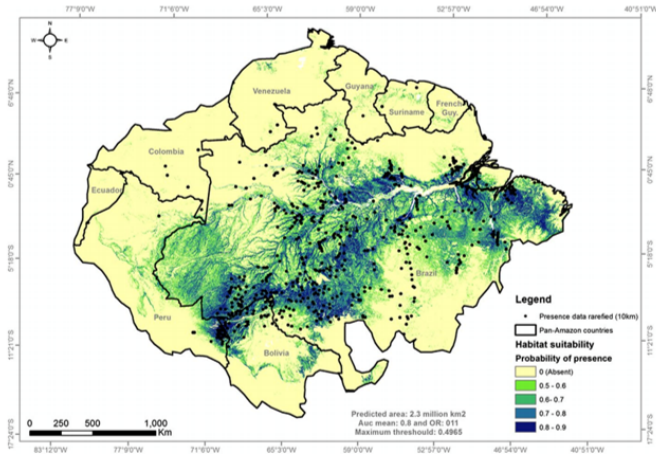 77°9'0"W 71°6'0"W 65°3'0"W 59°0'0"W 52°57'0"W 46°54'0"W 40°51'0"W
N
W E
S
Venezuela
Guyana
Suriname
French
Guy.
Colombia
Ecuador
Brazil
Peru
Bolivia
Legend
Presence data rarefied (10km)
Pan-Amazon countries
Habitat suitability
Probability of presence
0 (Absent)
0.5 - 0.6
0.6- 0.7
0.7 - 0.8
0.8 - 0.9
Predicted area: 2.3 million km2
Auc mean: 0.8 and OR: 011
Maximum threshold: 0.4965
0 250 500 1,000
Km
83°12'0"W 77°9'0"W 71°6'0"W 65°3'0"W 59°0'0"W 52°57'0"W 46°54'0"W 40°51'0"W